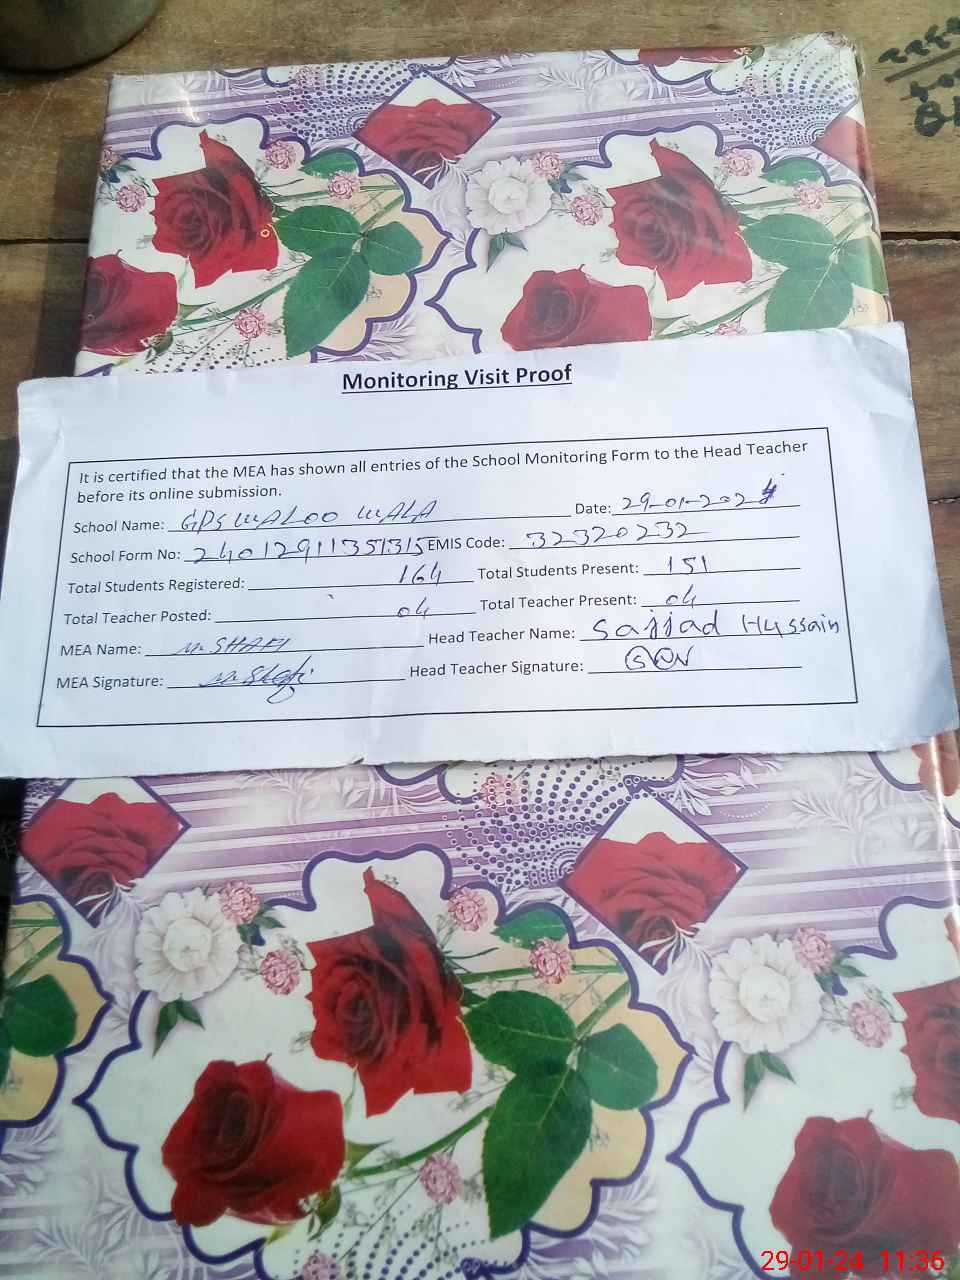 Monitoring Visit Proof
It is certified that the MEA has shown all entries of the School Monitoring Form to the Head Teacher
before its online submission.
School Name: GPS WALOO WALA Date: 29-01-2024
School Form No: 24012911351315 EMIS Code: 32320232
Total Students Registered: 164 Total Students Present: 151
Total Teacher Posted: 04 Total Teacher Present: 04
MEA Name: M. SHAFI Head Teacher Name: Sajjad Hussain
MEA Signature: M. Shafi Head Teacher Signature:
29-01-24 11:36